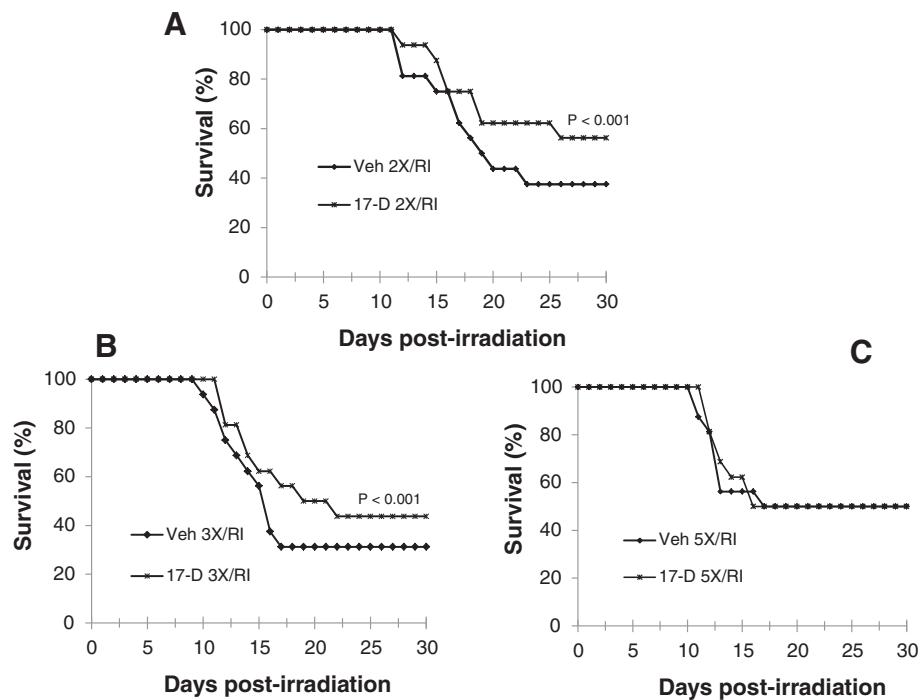 A
Survival (%)
100
80
60
40
20
0
P < 0.001
Veh 2X/RI
17-D 2X/RI
0 5 10 15 20 25 30
Days post-irradiation
B
Survival (%)
100
80
60
40
20
0
P < 0.001
Veh 3X/RI
17-D 3X/RI
0 5 10 15 20 25 30
Days post-irradiation
C
Survival (%)
100
80
60
40
20
0
Veh 5X/RI
17-D 5X/RI
0 5 10 15 20 25 30
Days post-irradiation